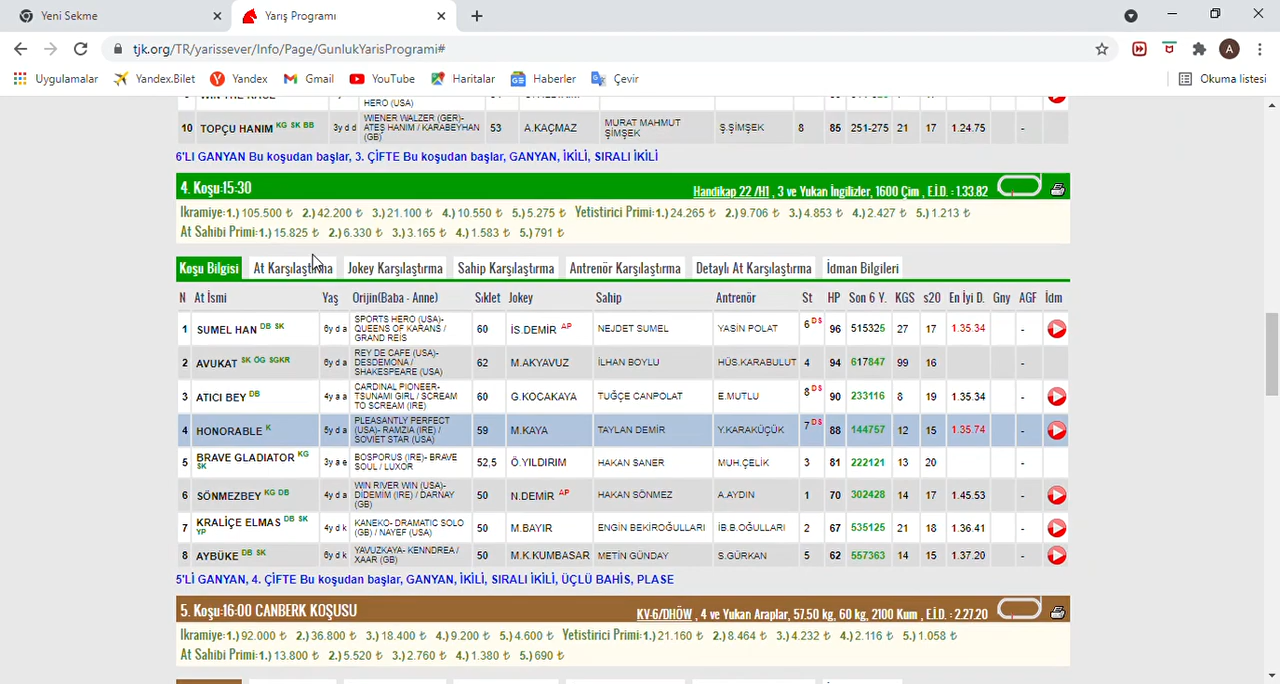 Yeni Sekme
Yarış Programı
tjk.org/TR/yarissever/Info/Page/GunlukYarisProgrami#
A
Uygulamalar Yandex.Bilet Yandex Gmail YouTube Haritalar Haberler Çevir Okuma listesi
HERO (USA)
10 TOPÇU HANIM KG SK BB 3y d d WIENER WALZER (GER)- ATEŞ HANIM / KARABEYHAN (GB) 53 A.KAÇMAZ MURAT MAHMUT ŞİMŞEK Ş.ŞİMŞEK 8 85 251-275 21 17 1.24.75 -
6'LI GANYAN Bu koşudan başlar, 3. ÇİFTE Bu koşudan başlar, GANYAN, İKİLİ, SIRALI İKİLİ
4. Koşu:15:30 Handikap 22 /H1 , 3 ve Yukarı İngilizler, 1600 Çim , E.İ.D. : 1.33.82
İkramiye:1.) 105.500 ₺ 2.) 42.200 ₺ 3.) 21.100 ₺ 4.) 10.550 ₺ 5.) 5.275 ₺ Yetistirici Primi:1.) 24.265 ₺ 2.) 9.706 ₺ 3.) 4.853 ₺ 4.) 2.427 ₺ 5.) 1.213 ₺
At Sahibi Primi:1.) 15.825 ₺ 2.) 6.330 ₺ 3.) 3.165 ₺ 4.) 1.583 ₺ 5.) 791 ₺
Koşu Bilgisi At Karşılaştırma Jokey Karşılaştırma Sahip Karşılaştırma Antrenör Karşılaştırma Detaylı At Karşılaştırma İdman Bilgileri
N At İsmi Yaş Orijin(Baba - Anne) Sıklet Jokey Sahip Antrenör St HP Son 6 Y. KGS s20 En İyi D. Gny AGF İdm
1 SUMEL HAN DB SK 6y d a SPORTS HERO (USA)- QUEENS OF KARANS / GRAND REİS 60 İS.DEMİR AP NEJDET SUMEL YASİN POLAT 6 DS 96 515325 27 17 1.35.34 -
2 AVUKAT SK ÖG SGKR 6y d a REY DE CAFE (USA)- DESDEMONA / SHAKESPEARE (USA) 62 M.AKYAVUZ İLHAN BOYLU HÜS.KARABULUT 4 94 617847 99 16 -
3 ATICI BEY DB 4y a a CARDINAL PIONEER- TSUNAMI GIRL / SCREAM TO SCREAM (IRE) 60 G.KOCAKAYA TUĞÇE CANPOLAT E.MUTLU 8 DS 90 233116 8 19 1.35.34 -
4 HONORABLE K 5y d a PLEASANTLY PERFECT (USA)- RAMZIA (IRE) / SOVIET STAR (USA) 59 M.KAYA TAYLAN DEMİR Y.KARAKÜÇÜK 7 DS 88 144757 12 15 1.35.74 -
5 BRAVE GLADIATOR KG SK 3y a e BOSPORUS (IRE)- BRAVE SOUL / LUXOR 52,5 Ö.YILDIRIM HAKAN SANER MUH.ÇELİK 3 81 222121 13 20 -
6 SÖNMEZBEY KG DB 4y d a WIN RIVER WIN (USA)- DİDEMİM (IRE) / DARNAY (GB) 50 N.DEMİR AP HAKAN SÖNMEZ A.AYDIN 1 70 302428 14 17 1.45.53 -
7 KRALİÇE ELMAS DB SK YP 4y d k KANEKO- DRAMATIC SOLO (GB) / NAYEF (USA) 50 M.BAYIR ENGİN BEKİROĞULLARI İB.B.OĞULLARI 2 67 535125 21 18 1.36.41 -
8 AYBÜKE DB SK 6y d k YAVUZKAYA- KENNDREA / XAAR (GB) 50 M.K.KUMBASAR METİN GÜNDAY S.GÜRKAN 5 62 557363 14 15 1.37.20 -
5'Lİ GANYAN, 4. ÇİFTE Bu koşudan başlar, GANYAN, İKİLİ, SIRALI İKİLİ, ÜÇLÜ BAHİS, PLASE
5. Koşu:16:00 CANBERK KOŞUSU KV-6/DHÖW , 4 ve Yukarı Araplar, 57.50 kg, 60 kg, 2100 Kum , E.İ.D. : 2.27.20
İkramiye:1.) 92.000 ₺ 2.) 36.800 ₺ 3.) 18.400 ₺ 4.) 9.200 ₺ 5.) 4.600 ₺ Yetistirici Primi:1.) 21.160 ₺ 2.) 8.464 ₺ 3.) 4.232 ₺ 4.) 2.116 ₺ 5.) 1.058 ₺
At Sahibi Primi:1.) 13.800 ₺ 2.) 5.520 ₺ 3.) 2.760 ₺ 4.) 1.380 ₺ 5.) 690 ₺